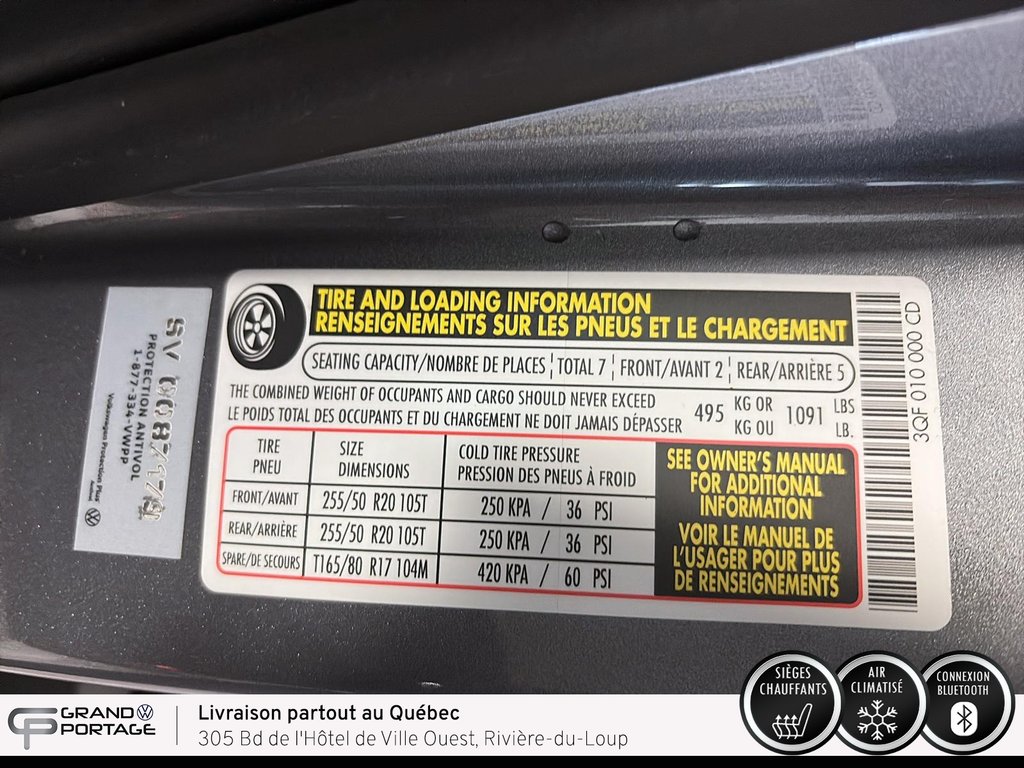 TIRE AND LOADING INFORMATION
RENSEIGNEMENTS SUR LES PNEUS ET LE CHARGEMENT
SEATING CAPACITY/NOMBRE DE PLACES TOTAL 7 FRONT/AVANT 2 REAR/ARRIÈRE 5
THE COMBINED WEIGHT OF OCCUPANTS AND CARGO SHOULD NEVER EXCEED
LE POIDS TOTAL DES OCCUPANTS ET DU CHARGEMENT NE DOIT JAMAIS DÉPASSER
495 KG OR 1091 LBS
KG OU LB.
TIRE
PNEU
SIZE
DIMENSIONS
COLD TIRE PRESSURE
PRESSION DES PNEUS À FROID
FRONT/AVANT 255/50 R20 105T 250 KPA / 36 PSI
REAR/ARRIÈRE 255/50 R20 105T 250 KPA / 36 PSI
SPARE/DE SECOURS T165/80 R17 104M 420 KPA / 60 PSI
SEE OWNER'S MANUAL
FOR ADDITIONAL
INFORMATION
VOIR LE MANUEL DE
L'USAGER POUR PLUS
DE RENSEIGNEMENTS
3QF 010 000 CD
SV
PROTECTION ANTIVOL
1-877-334-VWPP
Volkswagen Protection Plus
SIÈGES
CHAUFFANTS
AIR
CLIMATISÉ
CONNEXION
BLUETOOTH
GRAND
PORTAGE
Livraison partout au Québec
305 Bd de l'Hôtel de Ville Ouest, Rivière-du-Loup